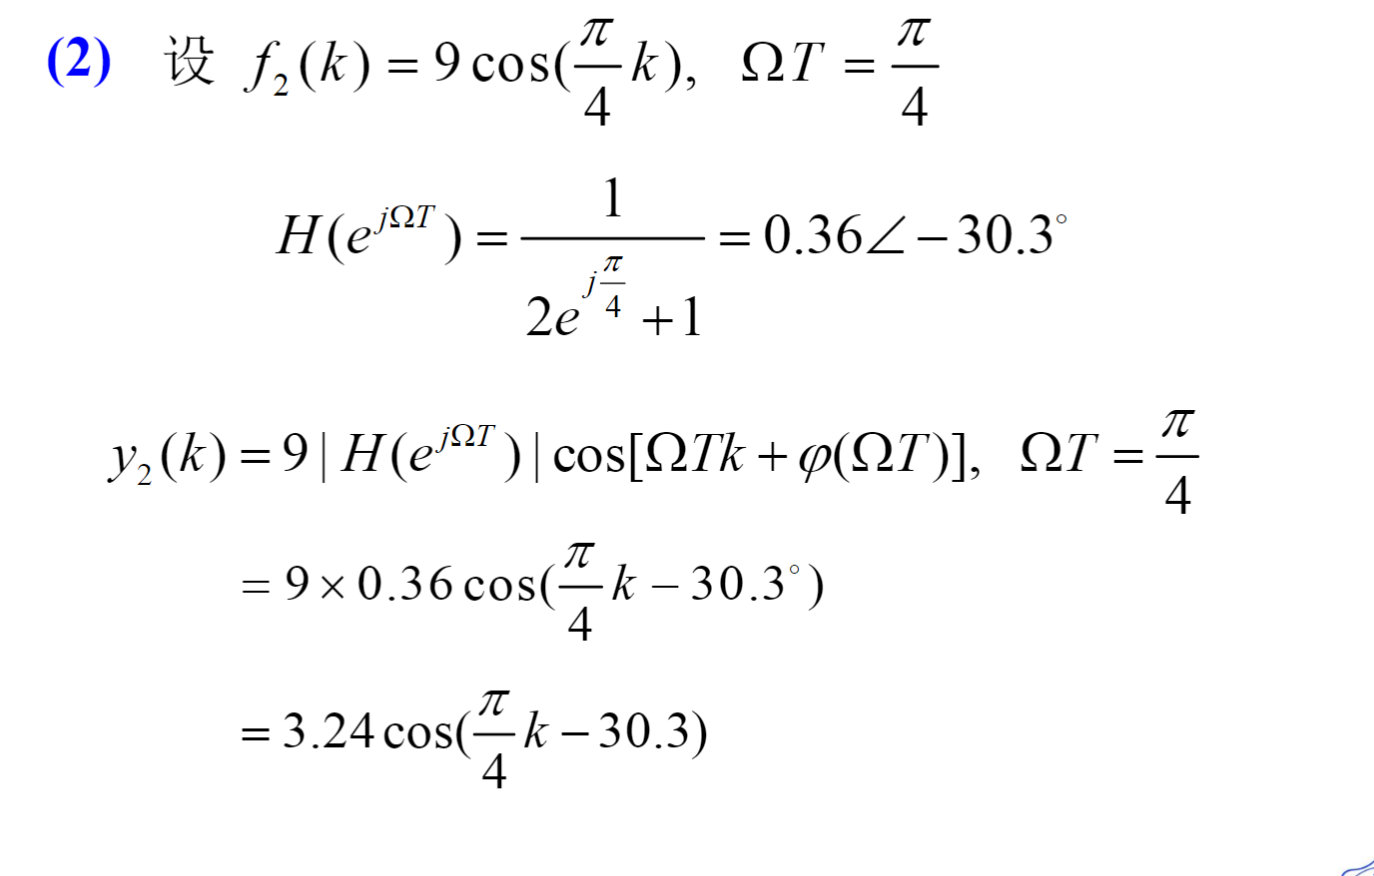 (2) 设 f₂(k) = 9cos(π/4 k), ΩT = π/4
H(e^{jΩT}) = 1/(2e^{jπ/4} + 1) = 0.36∠−30.3°
y₂(k) = 9|H(e^{jΩT})|cos[ΩTk + φ(ΩT)], ΩT = π/4
= 9×0.36cos(π/4 k − 30.3°)
= 3.24cos(π/4 k − 30.3)